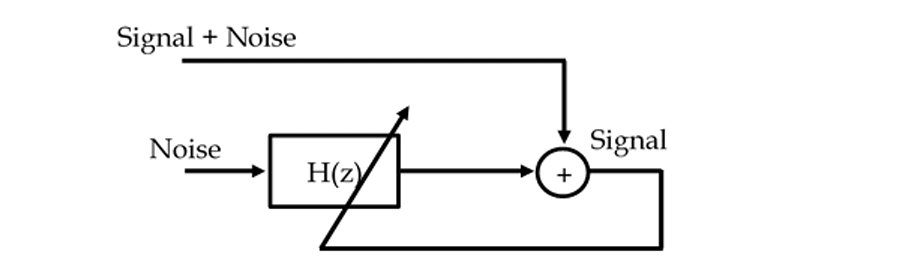 Signal + Noise
Noise
Signal
H(z)
+